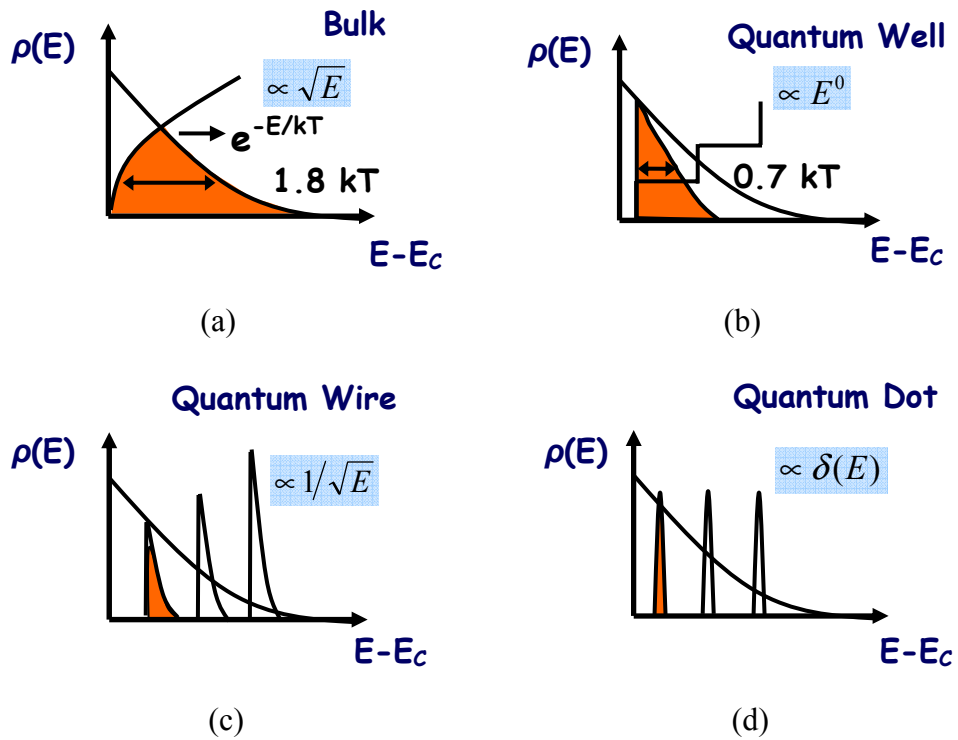 Bulk
ρ(E)
∝ √E
e^-E/kT
1.8 kT
E-E_C
(a)
Quantum Well
ρ(E)
∝ E^0
0.7 kT
E-E_C
(b)
Quantum Wire
ρ(E)
∝ 1/√E
E-E_C
(c)
Quantum Dot
ρ(E)
∝ δ(E)
E-E_C
(d)